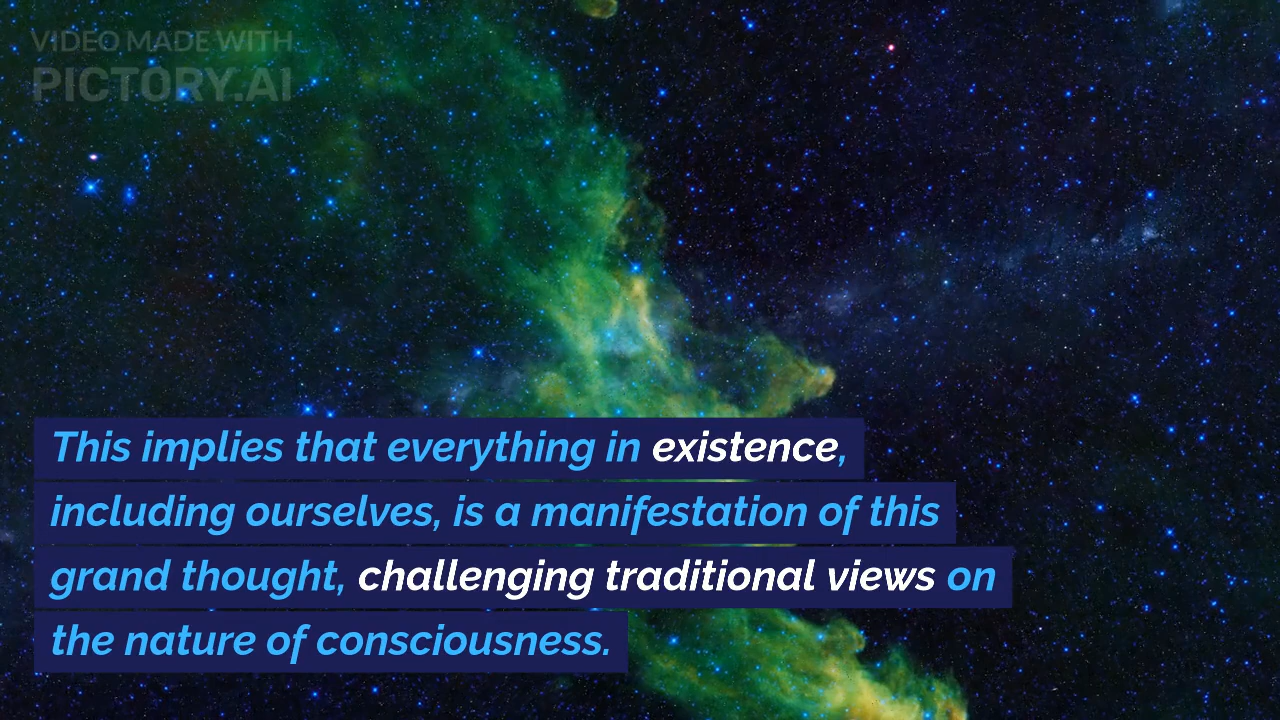 VIDEO MADE WITH
PICTORY.AI
This implies that everything in existence,
including ourselves, is a manifestation of this
grand thought, challenging traditional views on
the nature of consciousness.